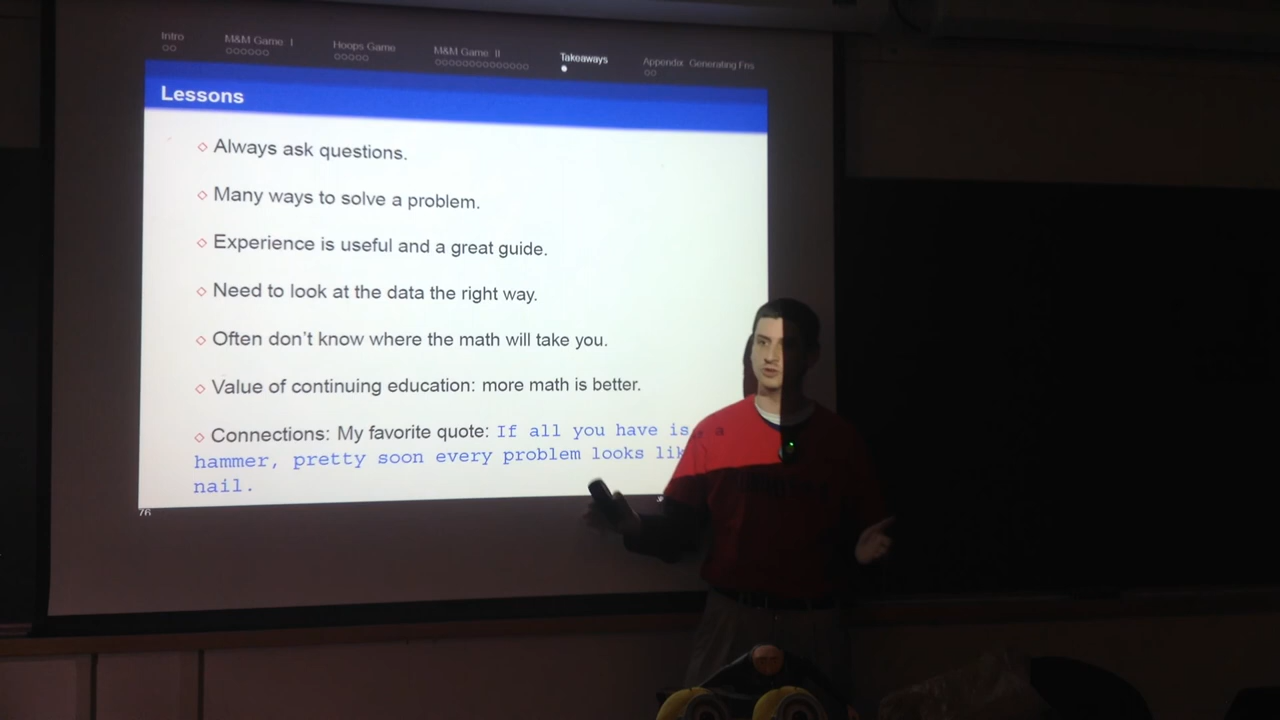 Intro
M&M Game I
Hoops Game
M&M Game II
Takeaways
Appendix Generating Fns
Lessons
Always ask questions.
Many ways to solve a problem.
Experience is useful and a great guide.
Need to look at the data the right way.
Often don't know where the math will take you.
Value of continuing education: more math is better.
Connections: My favorite quote: If all you have is a
hammer, pretty soon every problem looks
nail.
76